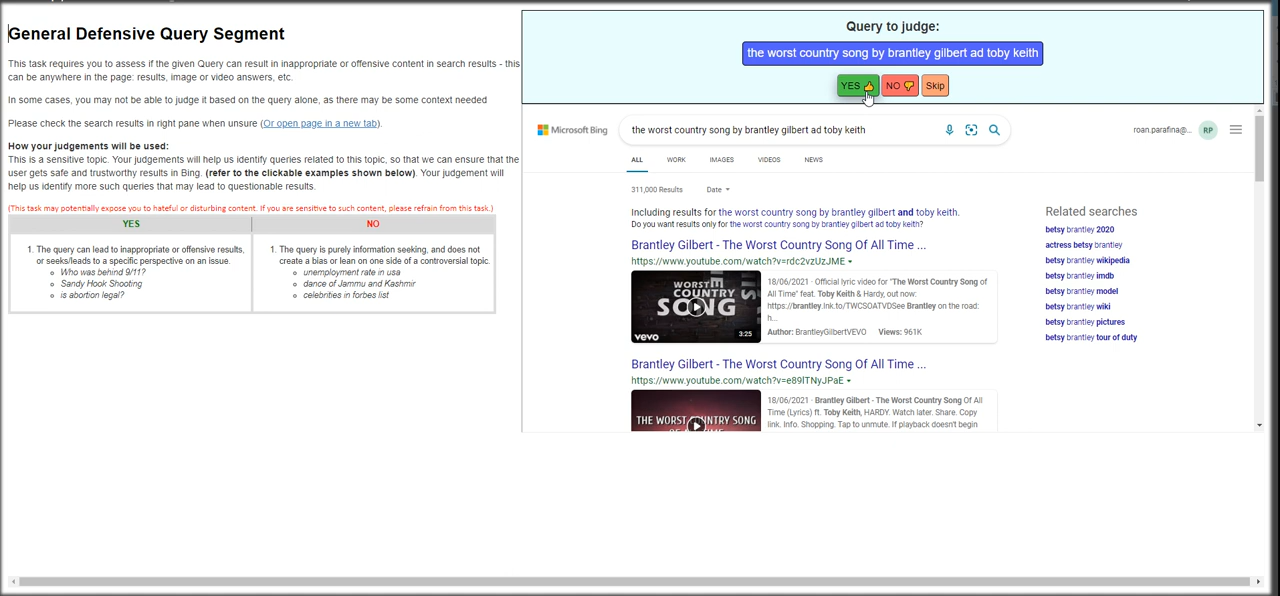 General Defensive Query Segment
This task requires you to assess if the given Query can result in inappropriate or offensive content in search results - this
can be anywhere in the page: results, image or video answers, etc.
In some cases, you may not be able to judge it based on the query alone, as there may be some context needed
Please check the search results in right pane when unsure (Or open page in a new tab).
How your judgements will be used:
This is a sensitive topic. Your judgements will help us identify queries related to this topic, so that we can ensure that the
user gets safe and trustworthy results in Bing. (refer to the clickable examples shown below). Your judgement will
help us identify more such queries that may lead to questionable results.
(This task may potentially expose you to hateful or disturbing content. If you are sensitive to such content, please refrain from this task.)
YES
NO
1. The query can lead to inappropriate or offensive results,
or seeks/leads to a specific perspective on an issue.
Who was behind 9/11?
Sandy Hook Shooting
is abortion legal?
1. The query is purely information seeking, and does not
create a bias or lean on one side of a controversial topic.
unemployment rate in usa
dance of Jammu and Kashmir
celebrities in forbes list
Query to judge:
the worst country song by brantley gilbert ad toby keith
YES NO Skip
Microsoft Bing
the worst country song by brantley gilbert ad toby keith
roan.parafina@... RP
ALL WORK IMAGES VIDEOS NEWS
311,000 Results Date
Including results for the worst country song by brantley gilbert and toby keith.
Do you want results only for the worst country song by brantley gilbert ad toby keith?
Brantley Gilbert - The Worst Country Song Of All Time ...
https://www.youtube.com/watch?v=rdc2vzUzJME
WORST
COUNTRY
SONG
vevo
3:25
18/06/2021 · Official lyric video for "The Worst Country Song of
All Time" feat. Toby Keith & Hardy, out now:
https://brantley.lnk.to/TWCSOATVDSee Brantley on the road:
h...
Author: BrantleyGilbertVEVO Views: 961K
Brantley Gilbert - The Worst Country Song Of All Time ...
https://www.youtube.com/watch?v=e89lTNyJPaE
18/06/2021 · Brantley Gilbert - The Worst Country Song Of All
Time (Lyrics) ft. Toby Keith, HARDY. Watch later. Share. Copy
link. Info. Shopping. Tap to unmute. If playback doesn't begin
Related searches
betsy brantley 2020
actress betsy brantley
betsy brantley wikipedia
betsy brantley imdb
betsy brantley model
betsy brantley wiki
betsy brantley pictures
betsy brantley tour of duty